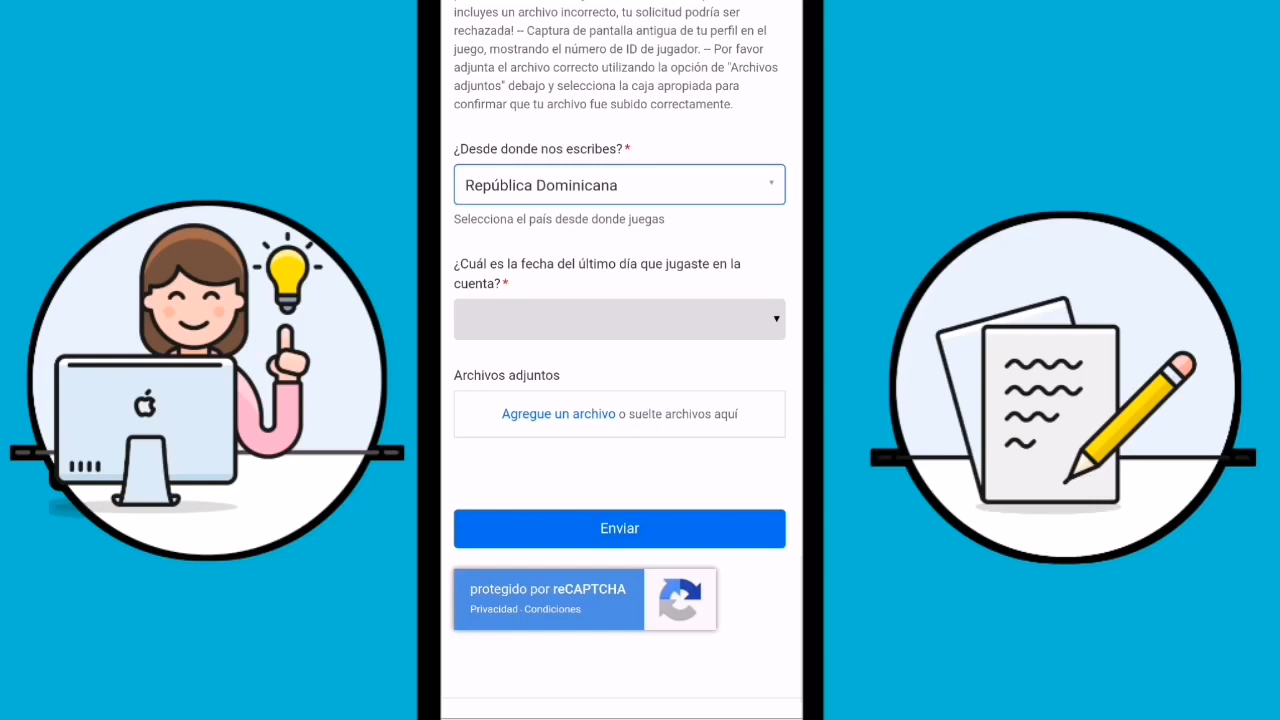 incluyes un archivo incorrecto, tu solicitud podría ser
rechazada! -- Captura de pantalla antigua de tu perfil en el
juego, mostrando el número de ID de jugador. -- Por favor
adjunta el archivo correcto utilizando la opción de "Archivos
adjuntos" debajo y selecciona la caja apropiada para
confirmar que tu archivo fue subido correctamente.
¿Desde donde nos escribes? *
República Dominicana
Selecciona el país desde donde juegas
¿Cuál es la fecha del último día que jugaste en la
cuenta? *
Archivos adjuntos
Agregue un archivo o suelte archivos aquí
Enviar
protegido por reCAPTCHA
Privacidad - Condiciones